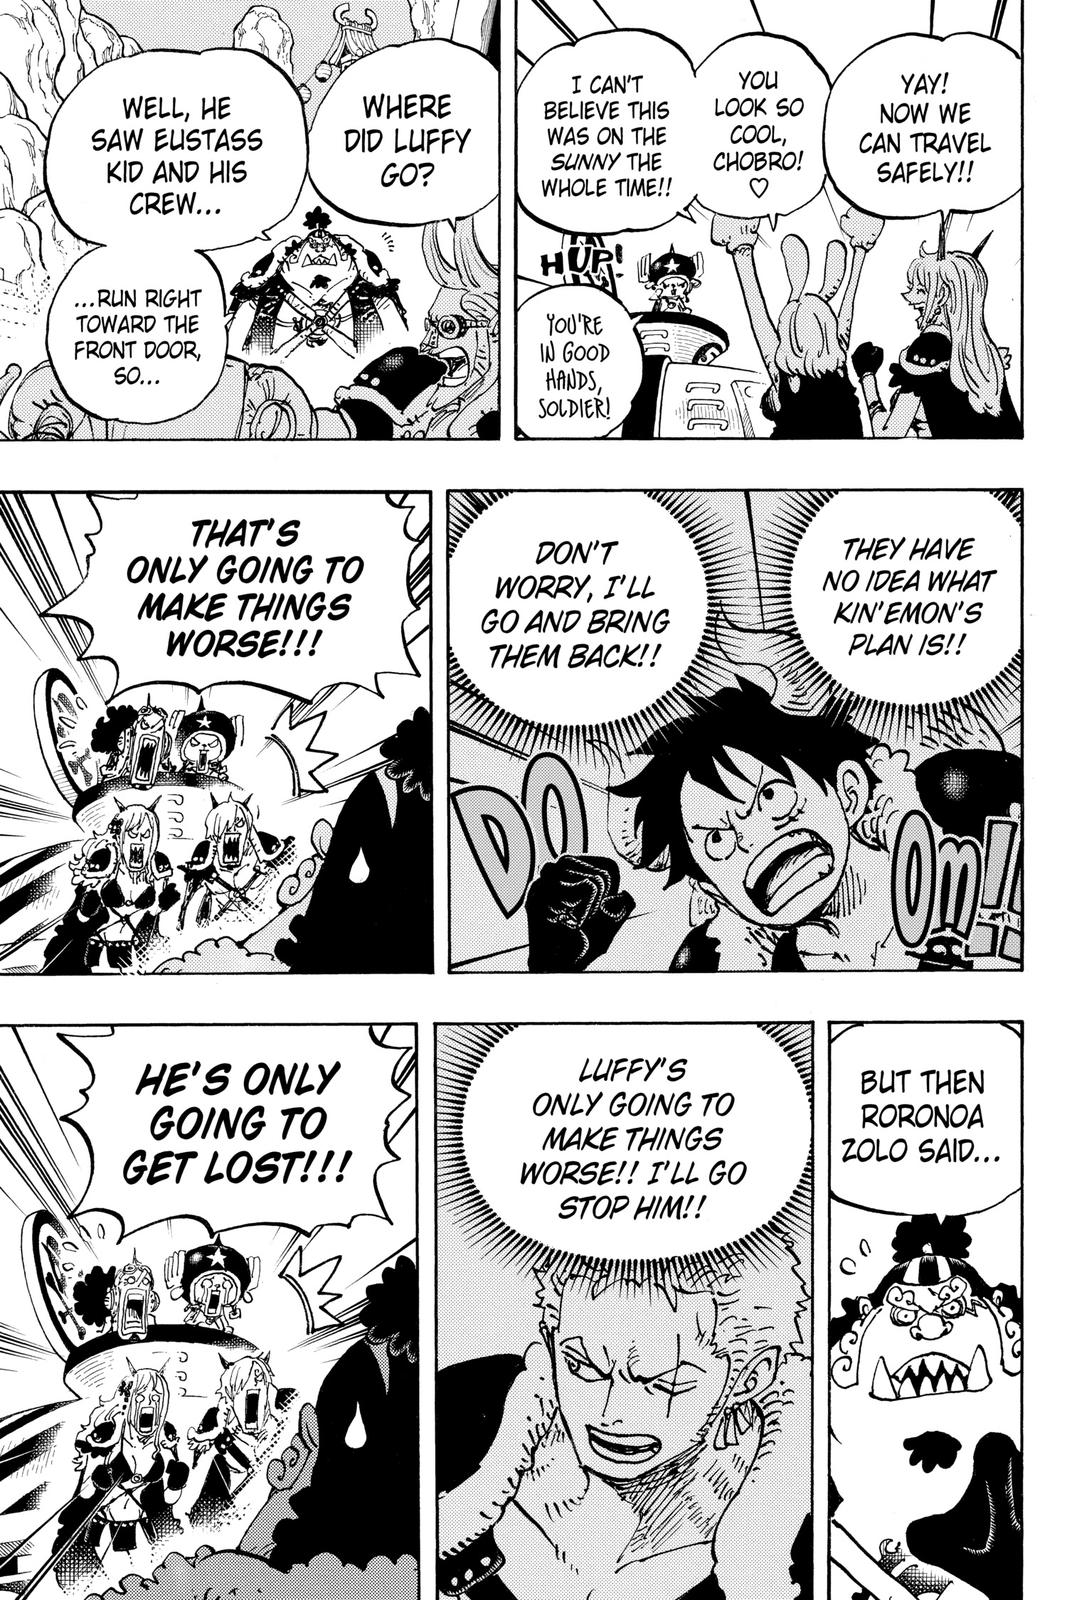 YAY!
NOW WE
CAN TRAVEL
SAFELY!!
YOU
LOOK SO
COOL,
CHOBRO!
♡
I CAN'T
BELIEVE THIS
WAS ON THE
SUNNY THE
WHOLE TIME!!
HUP!
YOU'RE
IN GOOD
HANDS,
SOLDIER!
WHERE
DID LUFFY
GO?
WELL, HE
SAW EUSTASS
KID AND HIS
CREW...
...RUN RIGHT
TOWARD THE
FRONT DOOR,
SO...
THEY HAVE
NO IDEA WHAT
KIN'EMON'S
PLAN IS!!
DON'T
WORRY, I'LL
GO AND BRING
THEM BACK!!
DO
OM!!
THAT'S
ONLY GOING TO
MAKE THINGS
WORSE!!!
BUT THEN
RORONOA
ZOLO SAID...
LUFFY'S
ONLY GOING TO
MAKE THINGS
WORSE!! I'LL GO
STOP HIM!!
HE'S ONLY
GOING TO
GET LOST!!!